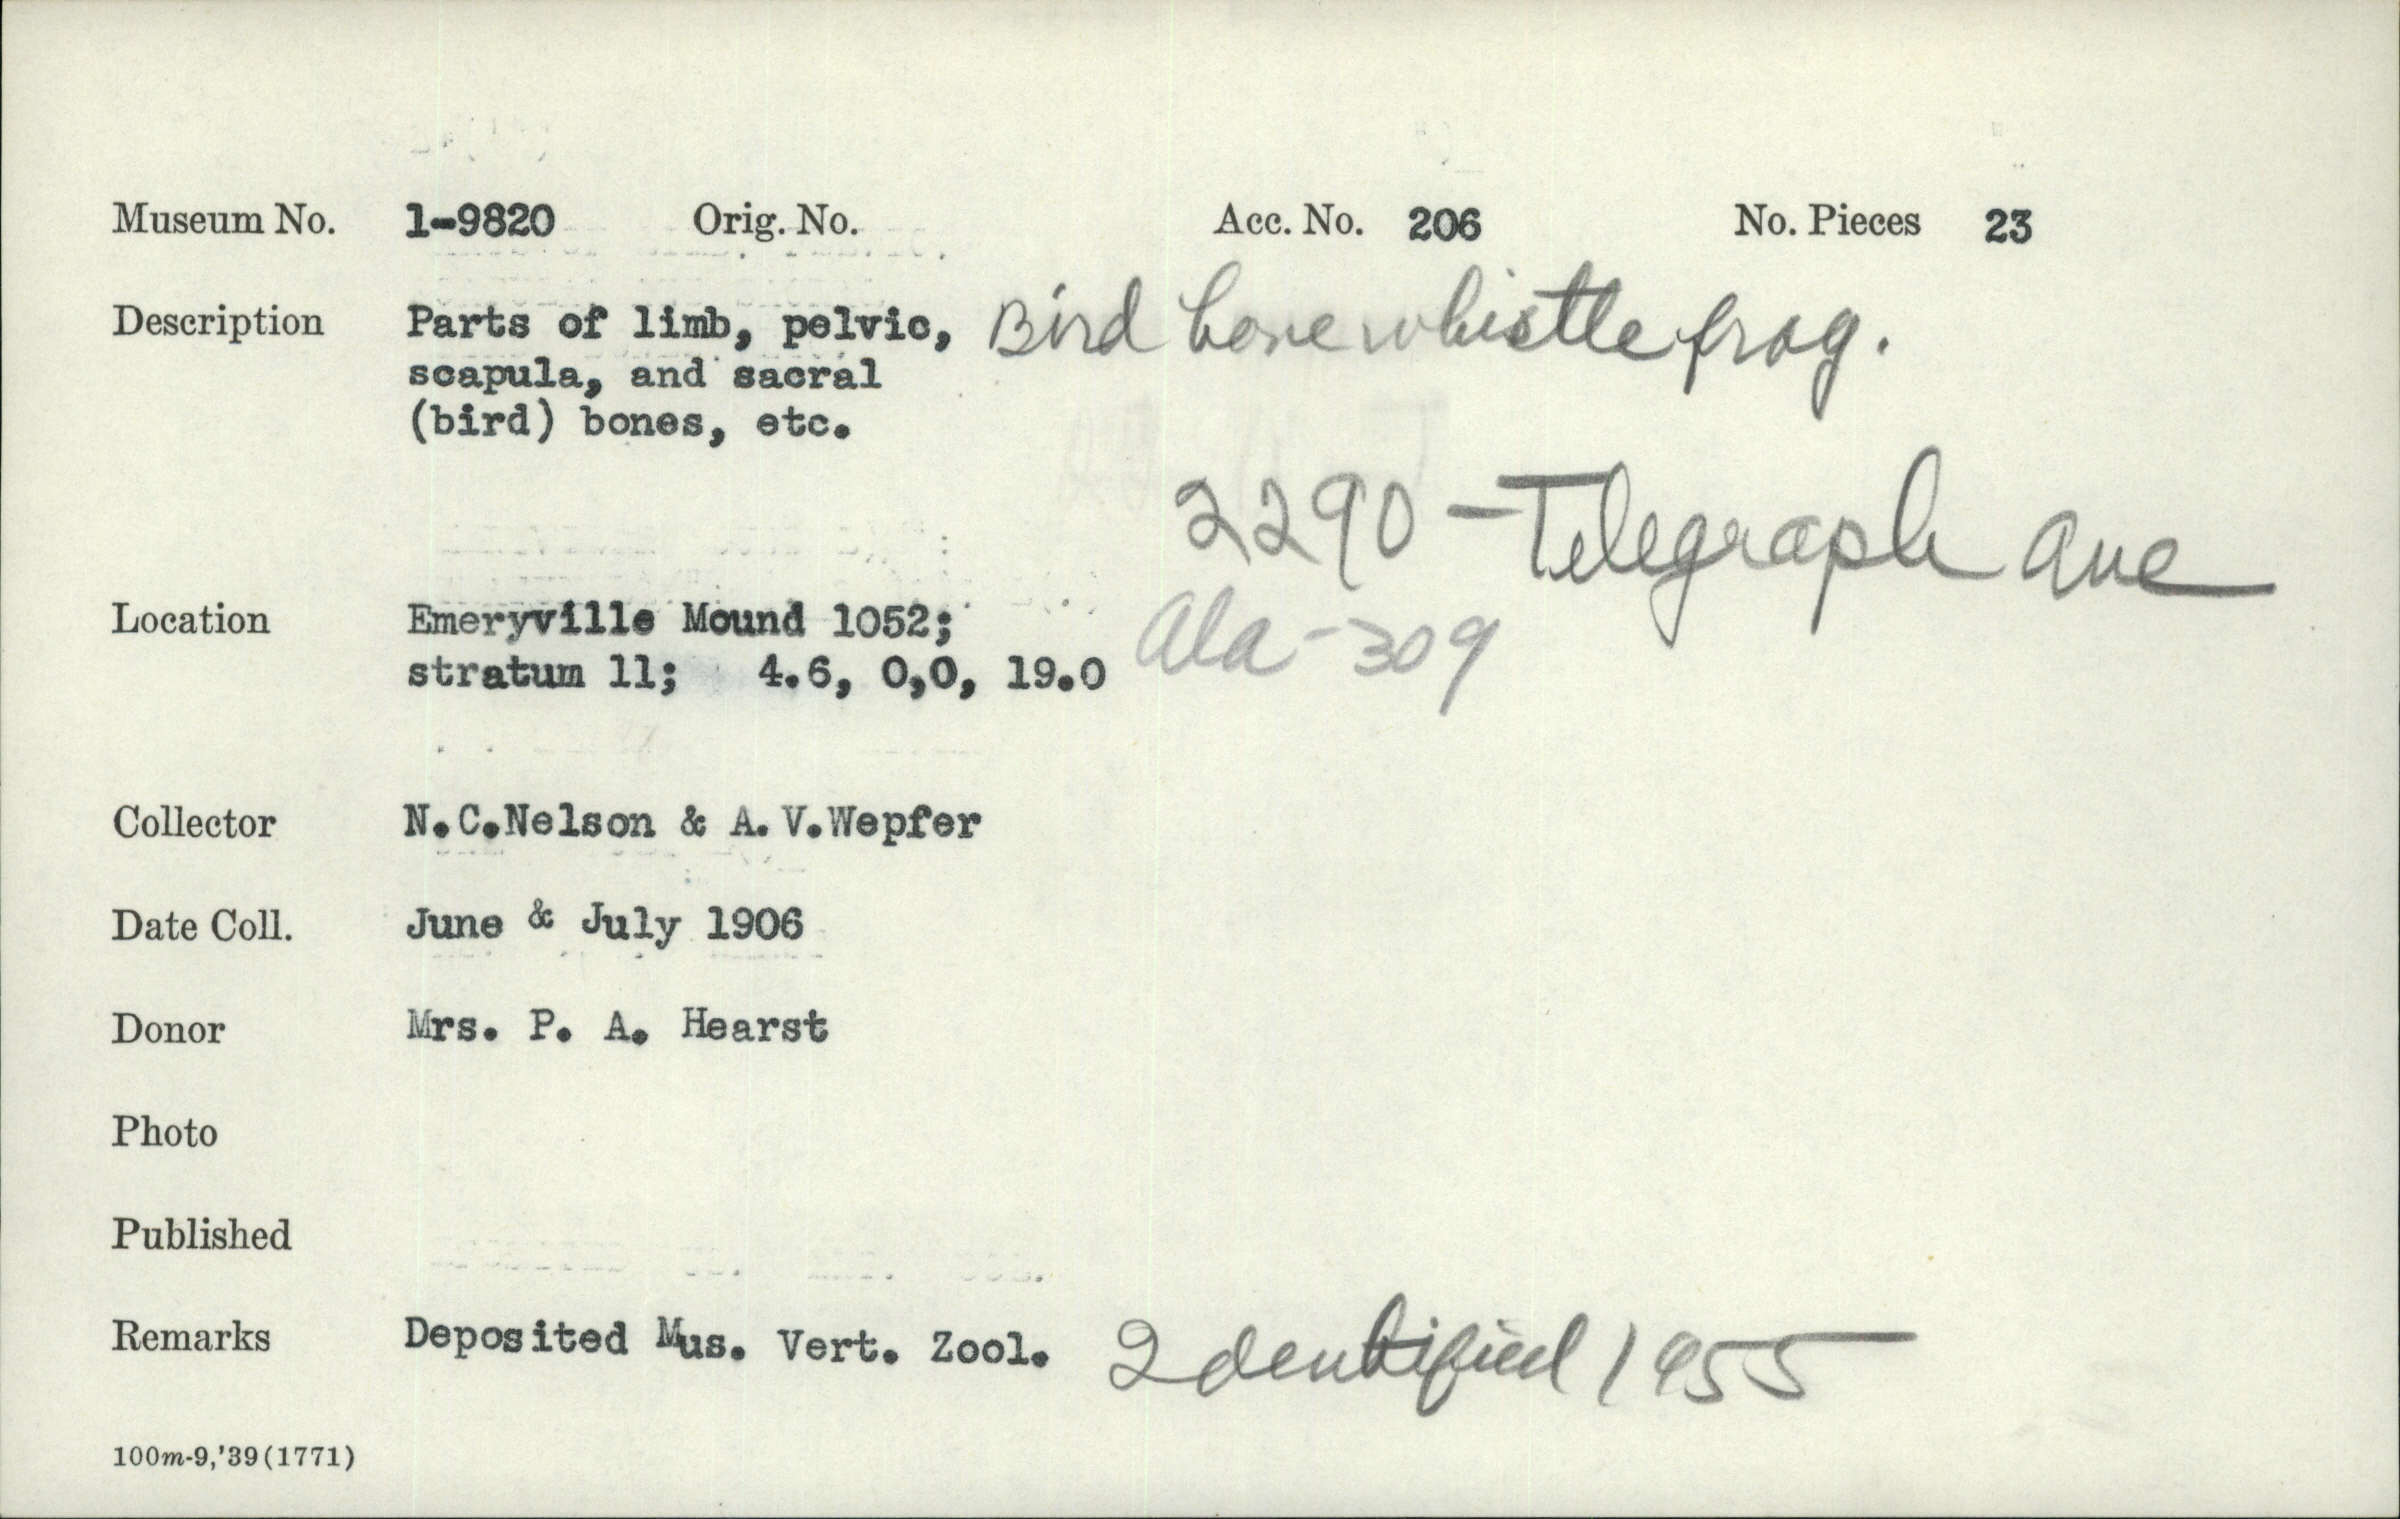 Museum No. 1-9820 Orig. No. Acc. No. 206 No. Pieces 23
Description Parts of limb, pelvic, Bird bone whistle frag.
scapula, and sacral
(bird) bones, etc.
2290 - Telegraph Ave
Location Emeryville Mound 1052; Ala-309
stratum 11; 4.6, 0,0, 19.0
Collector N.C.Nelson & A.V.Wepfer
Date Coll. June & July 1906
Donor Mrs. P. A. Hearst
Photo
Published
Remarks Deposited Mus. Vert. Zool. Identified 1955
100m-9,'39(1771)